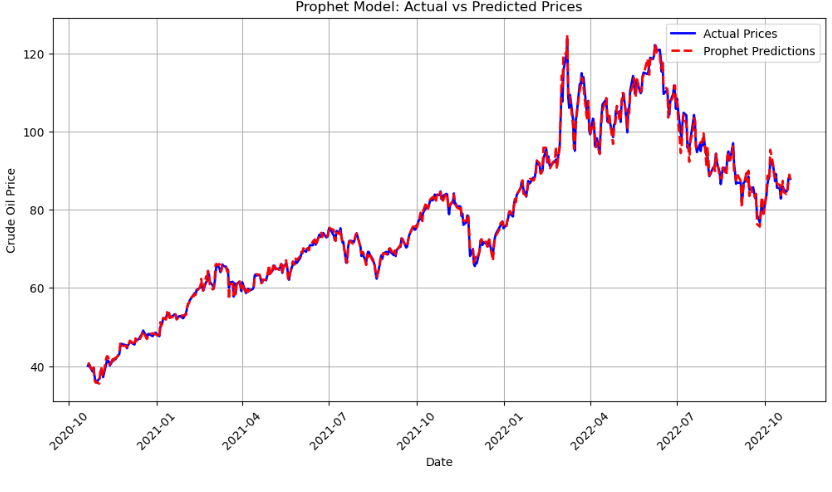 Prophet Model: Actual vs Predicted Prices
Actual Prices
Prophet Predictions
Crude Oil Price
120
100
80
60
40
2020-10
2021-01
2021-04
2021-07
2021-10
2022-01
2022-04
2022-07
2022-10
Date